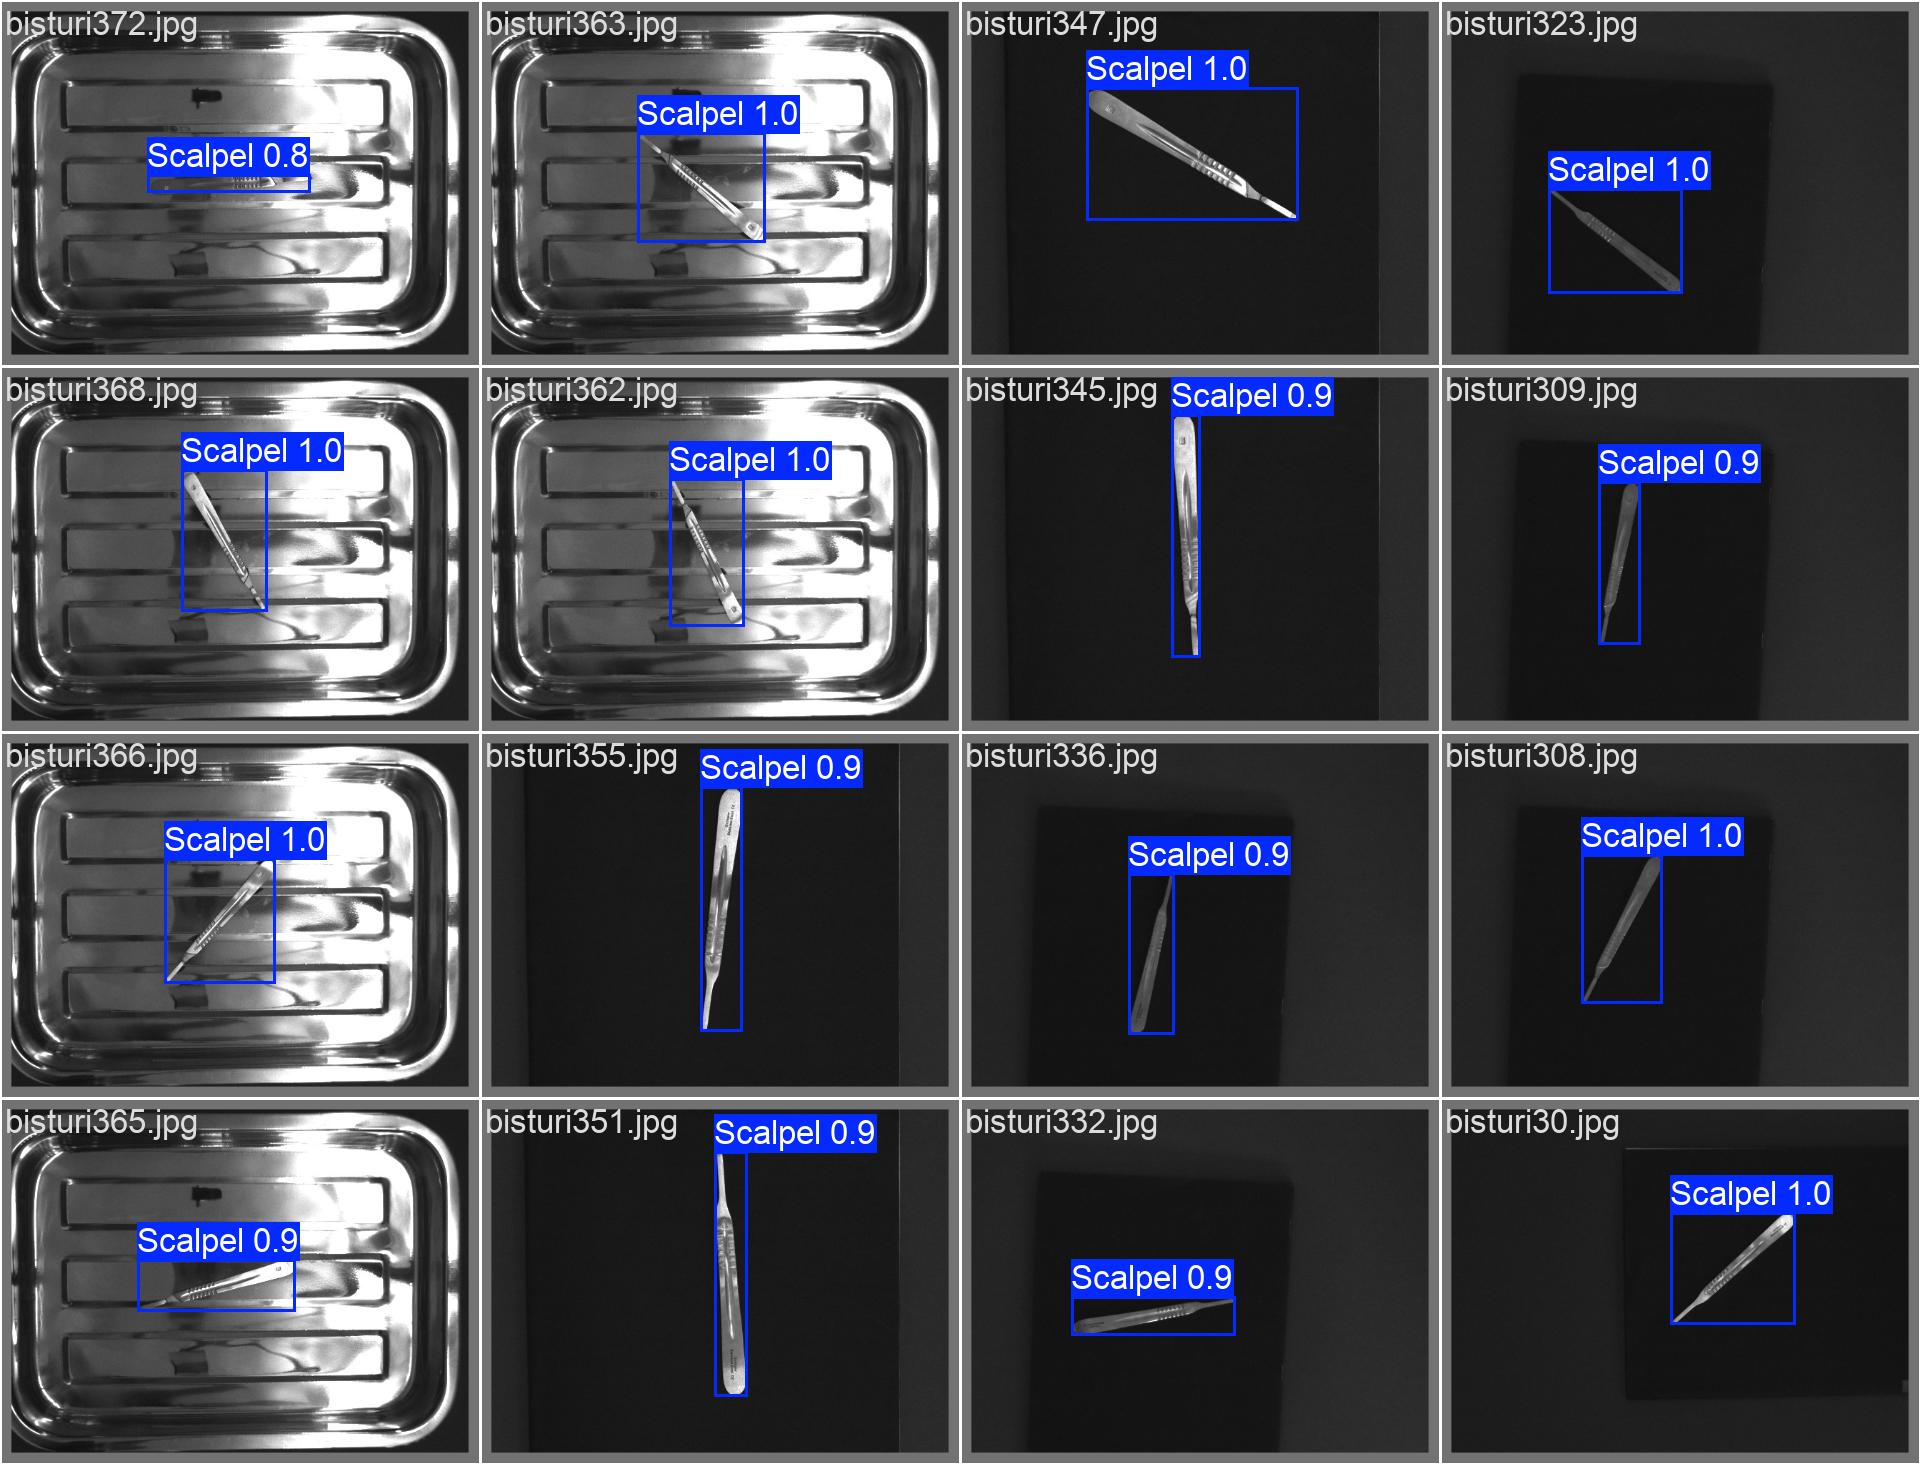 bisturi372.jpg
Scalpel 0.8
bisturi363.jpg
Scalpel 1.0
bisturi347.jpg
Scalpel 1.0
bisturi323.jpg
Scalpel 1.0
bisturi368.jpg
Scalpel 1.0
bisturi362.jpg
Scalpel 1.0
bisturi345.jpg
Scalpel 0.9
bisturi309.jpg
Scalpel 0.9
bisturi366.jpg
Scalpel 1.0
bisturi355.jpg
Scalpel 0.9
bisturi336.jpg
Scalpel 0.9
bisturi308.jpg
Scalpel 1.0
bisturi365.jpg
Scalpel 0.9
bisturi351.jpg
Scalpel 0.9
bisturi332.jpg
Scalpel 0.9
bisturi30.jpg
Scalpel 1.0